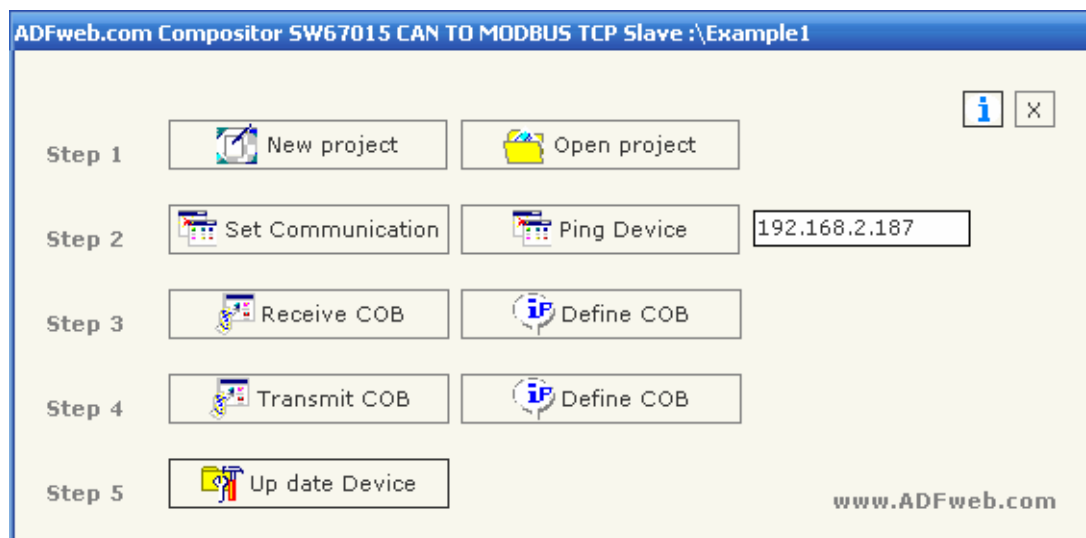 ADFweb.com Compositor SW67015 CAN TO MODBUS TCP Slave :\Example1
i X
Step 1 New project Open project
Step 2 Set Communication Ping Device 192.168.2.187
Step 3 Receive COB iP Define COB
Step 4 Transmit COB iP Define COB
Step 5 Up date Device
www.ADFweb.com